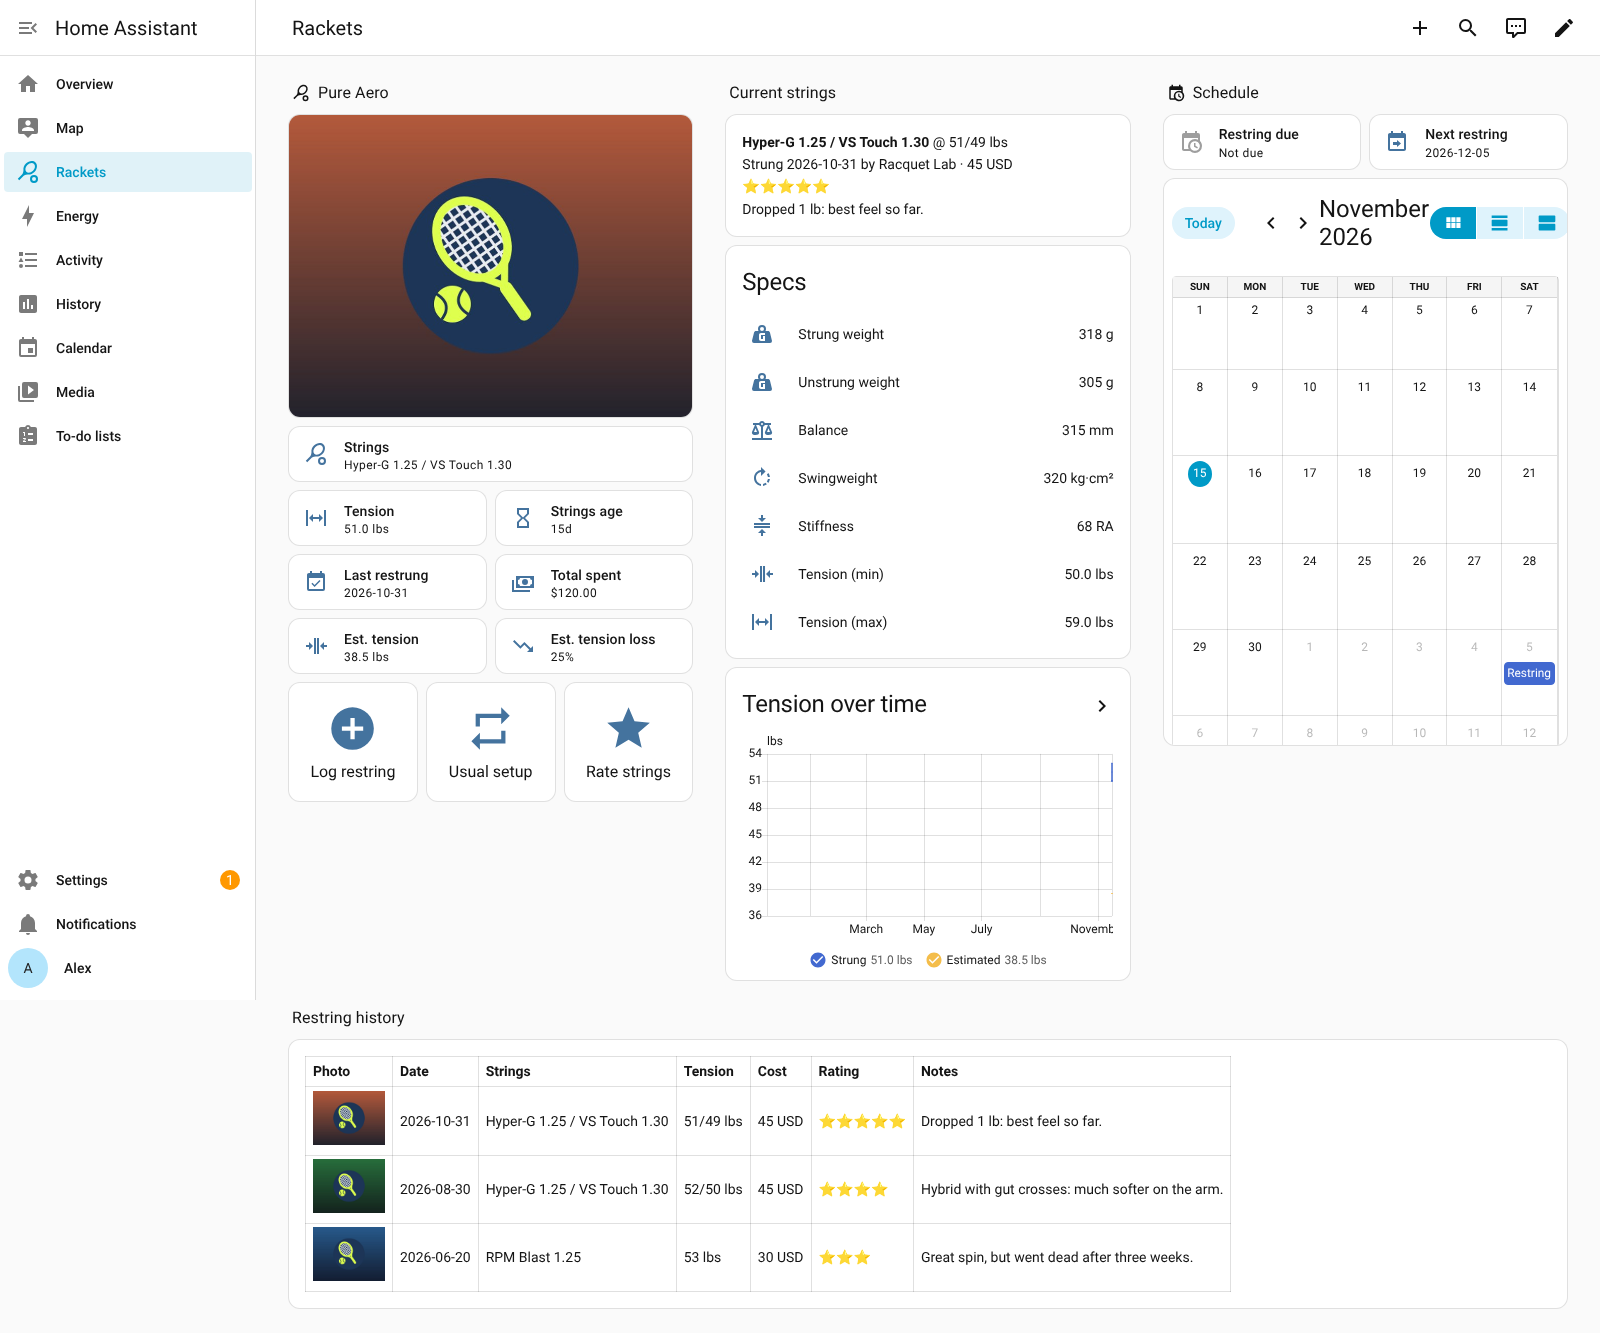 Home Assistant
Rackets
Overview
Map
Rackets
Energy
Activity
History
Calendar
Media
To-do lists
Settings
1
Notifications
A
Alex
Pure Aero
Strings
Hyper-G 1.25 / VS Touch 1.30
Tension
51.0 lbs
Strings age
15d
Last restrung
2026-10-31
Total spent
$120.00
Est. tension
38.5 lbs
Est. tension loss
25%
Log restring
Usual setup
Rate strings
Current strings
Hyper-G 1.25 / VS Touch 1.30 @ 51/49 lbs
Strung 2026-10-31 by Racquet Lab · 45 USD
⭐⭐⭐⭐⭐
Dropped 1 lb: best feel so far.
Specs
Strung weight 318 g
Unstrung weight 305 g
Balance 315 mm
Swingweight 320 kg·cm²
Stiffness 68 RA
Tension (min) 50.0 lbs
Tension (max) 59.0 lbs
Tension over time
lbs
54
51
48
45
42
39
36
March May July Novemb
Strung 51.0 lbs Estimated 38.5 lbs
Schedule
Restring due
Not due
Next restring
2026-12-05
Today
November
2026
SUN MON TUE WED THU FRI SAT
1 2 3 4 5 6 7
8 9 10 11 12 13 14
15 16 17 18 19 20 21
22 23 24 25 26 27 28
29 30 1 2 3 4 5
Restring
6 7 8 9 10 11 12
Restring history
Photo Date Strings Tension Cost Rating Notes
2026-10-31 Hyper-G 1.25 / VS Touch 1.30 51/49 lbs 45 USD ⭐⭐⭐⭐⭐ Dropped 1 lb: best feel so far.
2026-08-30 Hyper-G 1.25 / VS Touch 1.30 52/50 lbs 45 USD ⭐⭐⭐⭐ Hybrid with gut crosses: much softer on the arm.
2026-06-20 RPM Blast 1.25 53 lbs 30 USD ⭐⭐⭐ Great spin, but went dead after three weeks.